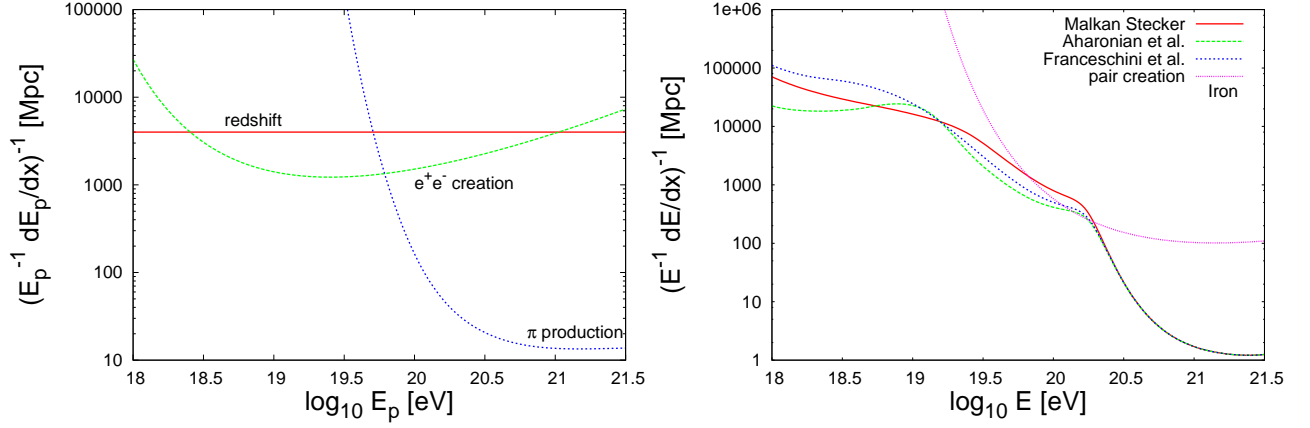 100000
10000
1000
100
10
(E_p^-1 dE_p/dx)^-1 [Mpc]
redshift
e^+e^- creation
π production
18 18.5 19 19.5 20 20.5 21 21.5
log_10 E_p [eV]
1e+06
100000
10000
1000
100
10
1
(E^-1 dE/dx)^-1 [Mpc]
Malkan Stecker
Aharonian et al.
Franceschini et al.
pair creation
Iron
18 18.5 19 19.5 20 20.5 21 21.5
log_10 E [eV]